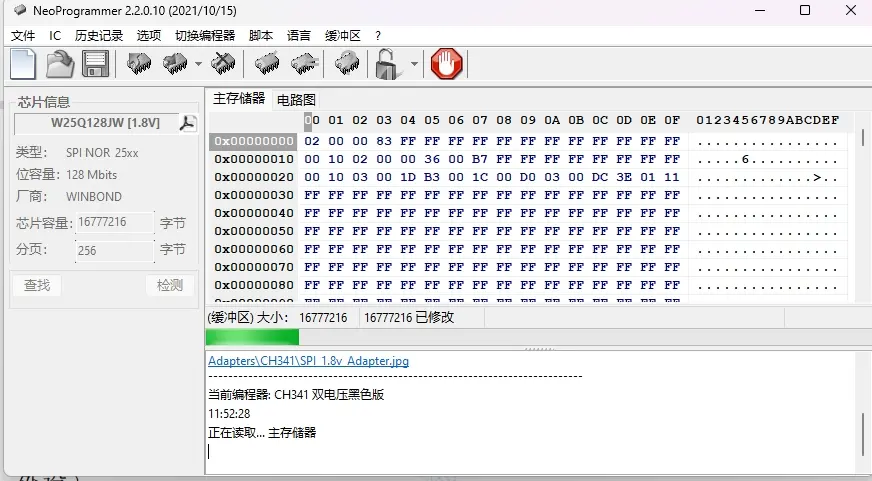 NeoProgrammer 2.2.0.10 (2021/10/15)
文件 IC 历史记录 选项 切换编程器 脚本 语言 缓冲区 ?
芯片信息
W25Q128JW [1.8V]
类型: SPI NOR 25xx
位容量: 128 Mbits
厂商: WINBOND
芯片容量: 16777216 字节
分页: 256 字节
查找 检测
主存储器 电路图
00 01 02 03 04 05 06 07 08 09 0A 0B 0C 0D 0E 0F 0123456789ABCDEF
0x00000000 02 00 00 83 FF FF FF FF FF FF FF FF FF FF FF FF ................
0x00000010 00 10 02 00 00 36 00 B7 FF FF FF FF FF FF FF FF .....6..........
0x00000020 00 10 03 00 1D B3 00 1C 00 D0 03 00 DC 3E 01 11 .............>..
0x00000030 FF FF FF FF FF FF FF FF FF FF FF FF FF FF FF FF ................
0x00000040 FF FF FF FF FF FF FF FF FF FF FF FF FF FF FF FF ................
0x00000050 FF FF FF FF FF FF FF FF FF FF FF FF FF FF FF FF ................
0x00000060 FF FF FF FF FF FF FF FF FF FF FF FF FF FF FF FF ................
0x00000070 FF FF FF FF FF FF FF FF FF FF FF FF FF FF FF FF ................
0x00000080 FF FF FF FF FF FF FF FF FF FF FF FF FF FF FF FF ................
(缓冲区) 大小: 16777216 16777216 已修改
Adapters\CH341\SPI_1.8v_Adapter.jpg
当前编程器: CH341 双电压黑色版
11:52:28
正在读取... 主存储器